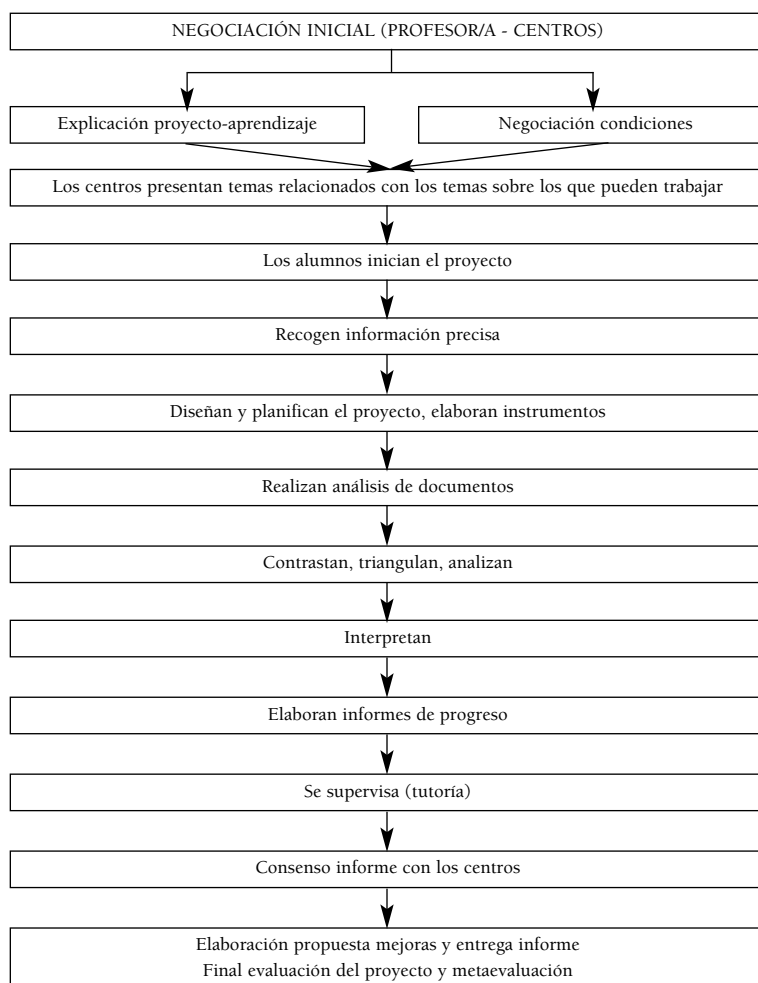 NEGOCIACIÓN INICIAL (PROFESOR/A - CENTROS)
Explicación proyecto-aprendizaje
Negociación condiciones
Los centros presentan temas relacionados con los temas sobre los que pueden trabajar
Los alumnos inician el proyecto
Recogen información precisa
Diseñan y planifican el proyecto, elaboran instrumentos
Realizan análisis de documentos
Contrastan, triangulan, analizan
Interpretan
Elaboran informes de progreso
Se supervisa (tutoría)
Consenso informe con los centros
Elaboración propuesta mejoras y entrega informe
Final evaluación del proyecto y metaevaluación